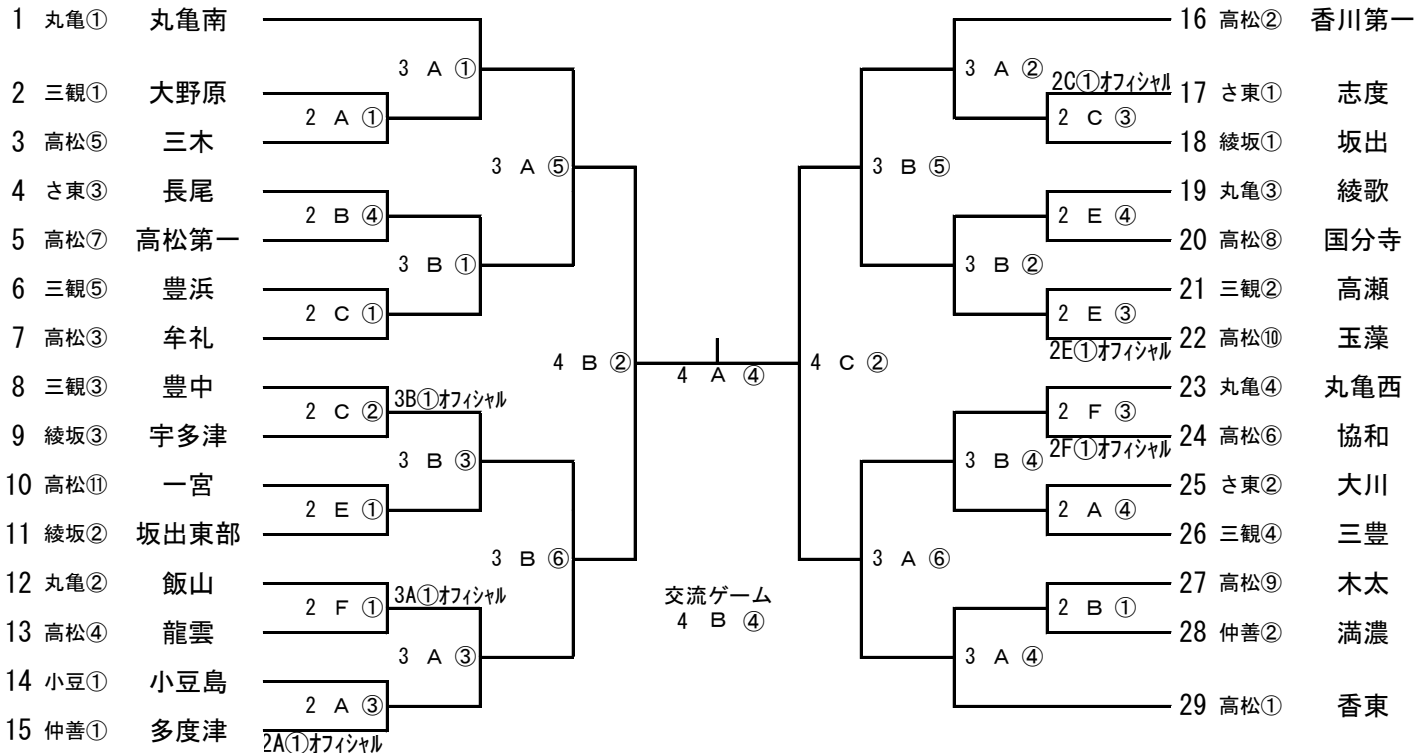 1 丸亀① 丸亀南
3 A ①
2 三観① 大野原
2 A ①
3 高松⑤ 三木
3 A ⑤
4 さ東③ 長尾
2 B ④
5 高松⑦ 高松第一
3 B ①
6 三観⑤ 豊浜
2 C ①
7 高松③ 牟礼
4 B ②
8 三観③ 豊中
2 C ② 3B①オフィシャル
9 綾坂③ 宇多津
3 B ③
10 高松⑪ 一宮
2 E ①
11 綾坂② 坂出東部
3 B ⑥
12 丸亀② 飯山
2 F ① 3A①オフィシャル
13 高松④ 龍雲
3 A ③
14 小豆① 小豆島
2 A ③
15 仲善① 多度津
2A①オフィシャル
4 A ④
交流ゲーム
4 B ④
16 高松② 香川第一
3 A ②
2C①オフィシャル
17 さ東① 志度
2 C ③
18 綾坂① 坂出
3 B ⑤
19 丸亀③ 綾歌
2 E ④
20 高松⑧ 国分寺
3 B ②
21 三観② 高瀬
2 E ③
22 高松⑩ 玉藻
2E①オフィシャル
4 C ②
23 丸亀④ 丸亀西
2 F ③
24 高松⑥ 協和
2F①オフィシャル
3 B ④
25 さ東② 大川
2 A ④
26 三観④ 三豊
3 A ⑥
27 高松⑨ 木太
2 B ①
28 仲善② 満濃
3 A ④
29 高松① 香東